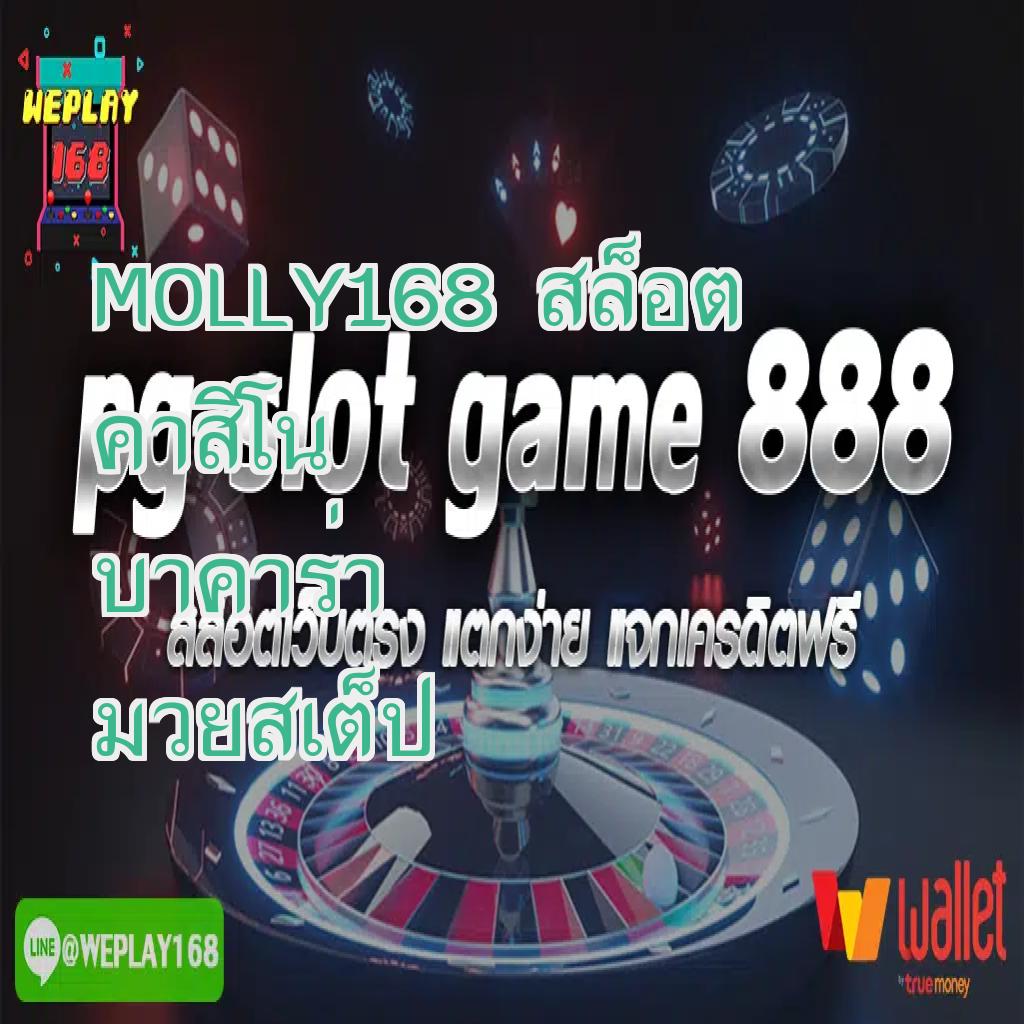 WEPLAY
168
MOLLY168 สล็อต
pg slot game 888
คาสิโน
บาคาร่า
สล็อตเว็บตรง แตกง่าย แจกเครดิตฟรี
มวยสเต็ป
LINE @WEPLAY168
wallet
by truemoney